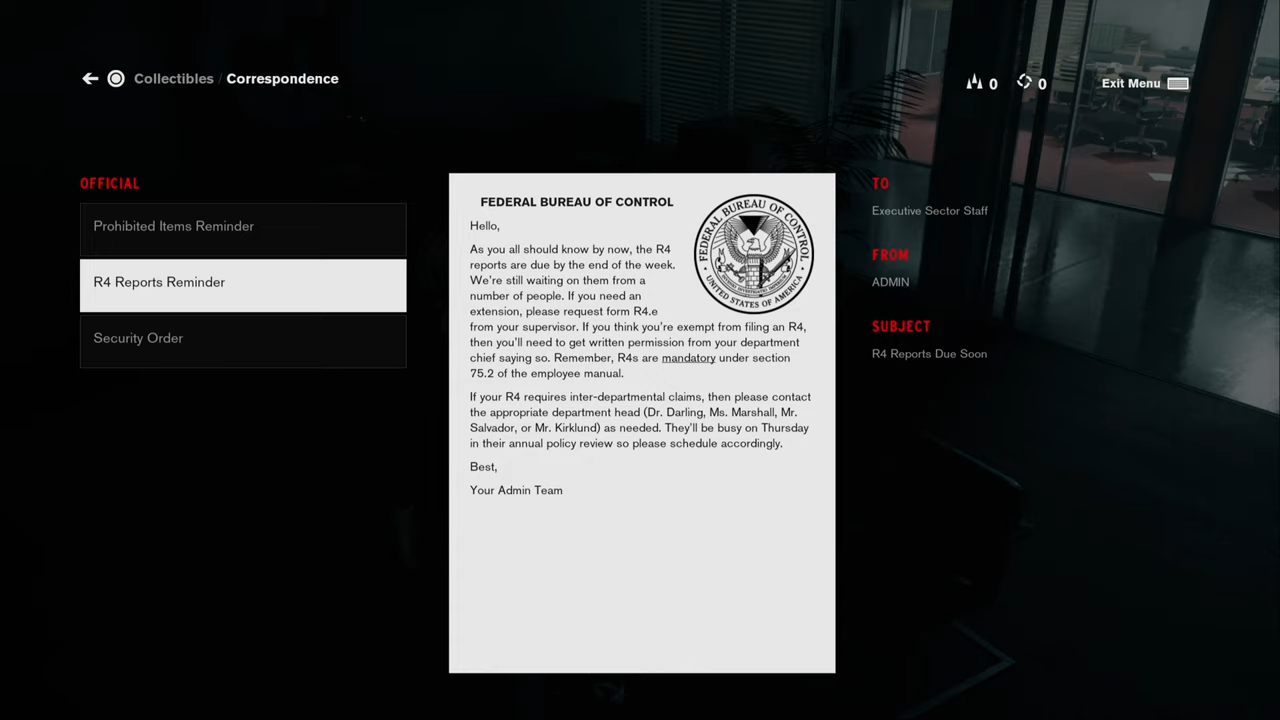 Collectibles / Correspondence
0 0 Exit Menu
OFFICIAL
Prohibited Items Reminder
R4 Reports Reminder
Security Order
FEDERAL BUREAU OF CONTROL
Hello,
As you all should know by now, the R4
reports are due by the end of the week.
We're still waiting on them from a
number of people. If you need an
extension, please request form R4.e
from your supervisor. If you think you're exempt from filing an R4,
then you'll need to get written permission from your department
chief saying so. Remember, R4s are mandatory under section
75.2 of the employee manual.
If your R4 requires inter-departmental claims, then please contact
the appropriate department head (Dr. Darling, Ms. Marshall, Mr.
Salvador, or Mr. Kirklund) as needed. They'll be busy on Thursday
in their annual policy review so please schedule accordingly.
Best,
Your Admin Team
FEDERAL BUREAU OF CONTROL
UNITED STATES OF AMERICA
TO
Executive Sector Staff
FROM
ADMIN
SUBJECT
R4 Reports Due Soon